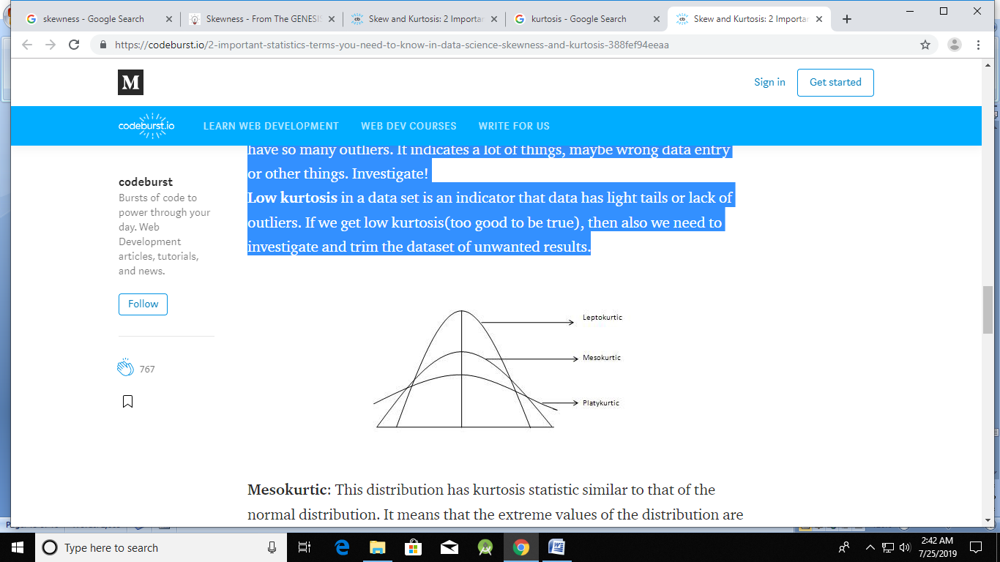 skewness - Google Search
Skewness - From The GENESIS
Skew and Kurtosis: 2 Importan
kurtosis - Google Search
Skew and Kurtosis: 2 Importan
https://codeburst.io/2-important-statistics-terms-you-need-to-know-in-data-science-skewness-and-kurtosis-388fef94eeaa
M
Sign in
Get started
codeburst.io
LEARN WEB DEVELOPMENT
WEB DEV COURSES
WRITE FOR US
have so many outliers. It indicates a lot of things, maybe wrong data entry
or other things. Investigate!
Low kurtosis in a data set is an indicator that data has light tails or lack of
outliers. If we get low kurtosis(too good to be true), then also we need to
investigate and trim the dataset of unwanted results.
codeburst
Bursts of code to
power through your
day. Web
Development
articles, tutorials,
and news.
Follow
767
Leptokurtic
Mesokurtic
Platykurtic
Mesokurtic: This distribution has kurtosis statistic similar to that of the
normal distribution. It means that the extreme values of the distribution are
Type here to search
2:42 AM
7/25/2019